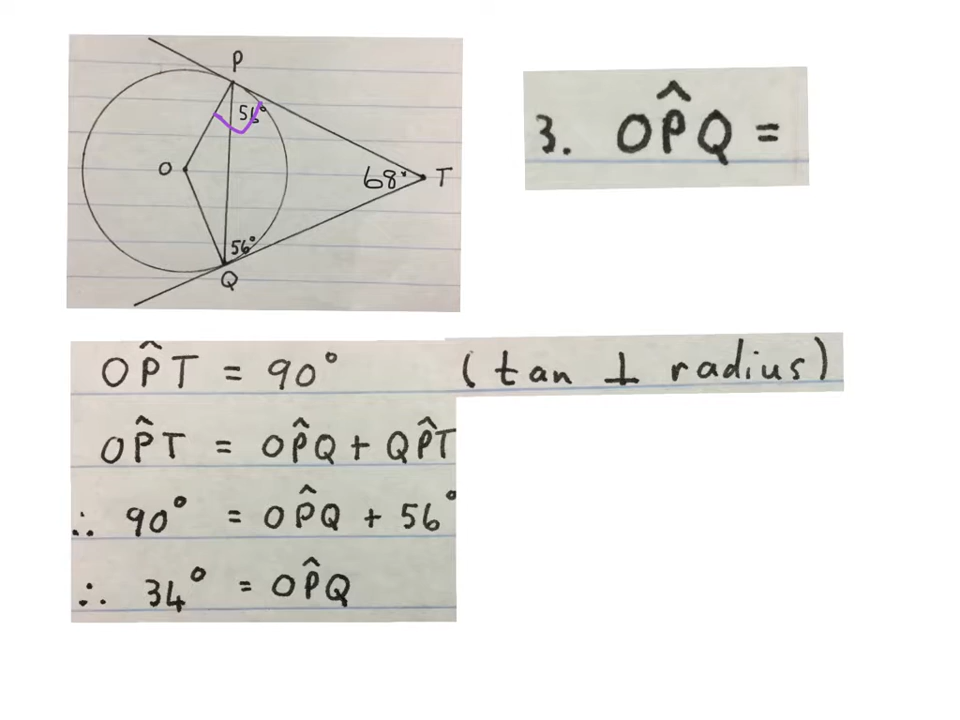 P
56°
O
68°
T
56°
Q
3. OP̂Q =
OP̂T = 90° (tan ⊥ radius)
OP̂T = OP̂Q + QP̂T
∴ 90° = OP̂Q + 56°
∴ 34° = OP̂Q